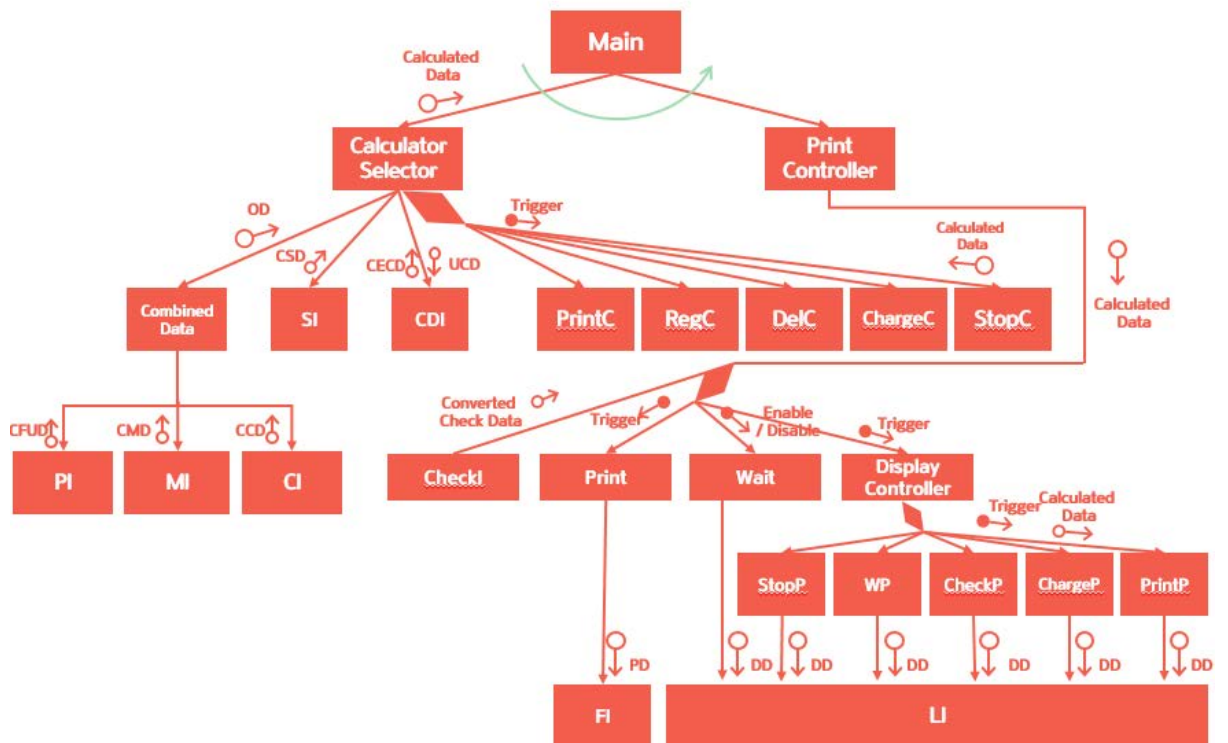 Main
Calculated
Data
Calculator
Selector
Print
Controller
OD
Trigger
CSD
CECD
UCD
Calculated
Data
Calculated Data
Combined
Data
SI
CDI
PrintC
RegC
DelC
ChargeC
StopC
Converted
Check Data
Trigger
Enable
/ Disable
Trigger
CFUD
CMD
CCD
PI
MI
CI
CheckI
Print
Wait
Display
Controller
Trigger
Calculated
Data
StopP
WP
CheckP
ChargeP
PrintP
PD
DD
DD
DD
DD
DD
DD
FI
LI